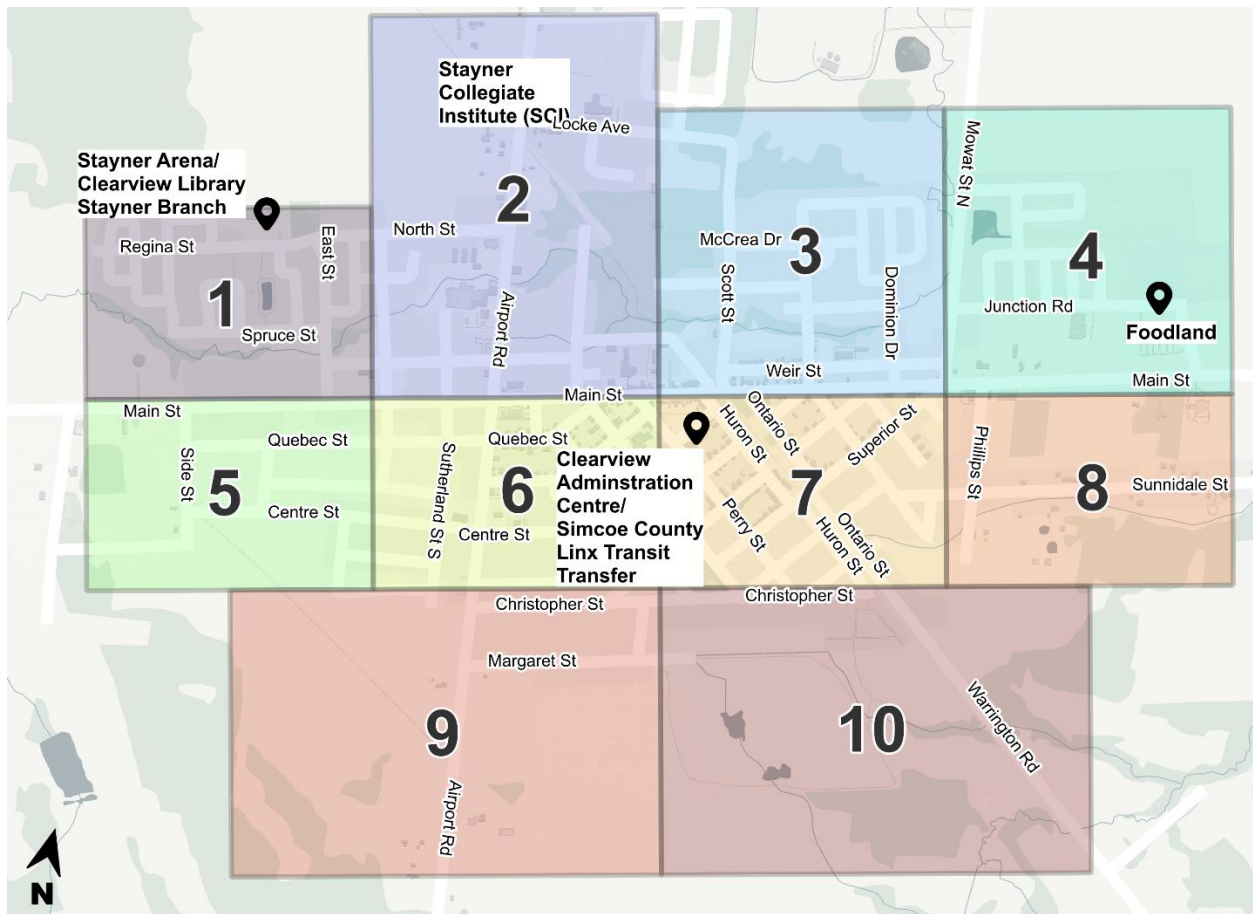 Stayner
Collegiate
Institute (SCI)
Locke Ave
Stayner Arena/
Clearview Library
Stayner Branch
Mowat St N
2
North St
Regina St
East St
McCrea Dr
3
4
1
Scott St
Dominion Dr
Airport Rd
Junction Rd
Spruce St
Foodland
Weir St
Main St
Main St
Main St
Quebec St
Quebec St
Huron St
Ontario St
Superior St
Side St
5
Sutherland St S
6
Clearview
Adminstration
Centre/
Simcoe County
Linx Transit
Transfer
7
Phillips St
8
Sunnidale St
Centre St
Centre St
Perry St
Huron St
Ontario St
Christopher St
Christopher St
Margaret St
9
10
Warrington Rd
Airport Rd
N